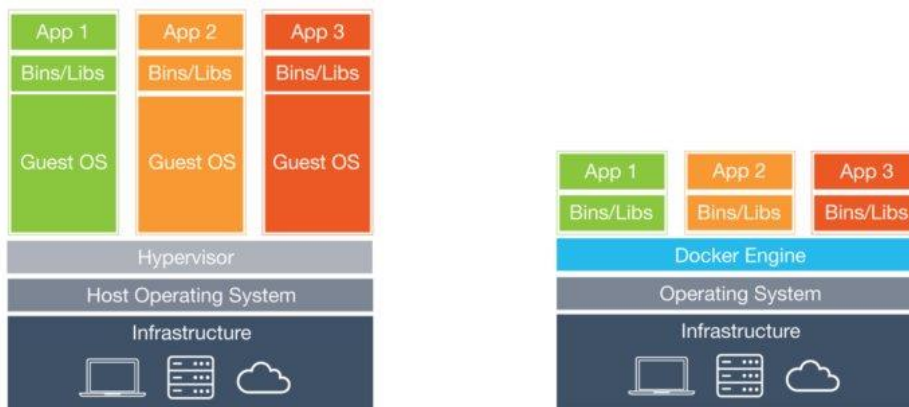 App 1
App 2
App 3
Bins/Libs
Bins/Libs
Bins/Libs
Guest OS
Guest OS
Guest OS
Hypervisor
Host Operating System
Infrastructure
App 1
App 2
App 3
Bins/Libs
Bins/Libs
Bins/Libs
Docker Engine
Operating System
Infrastructure